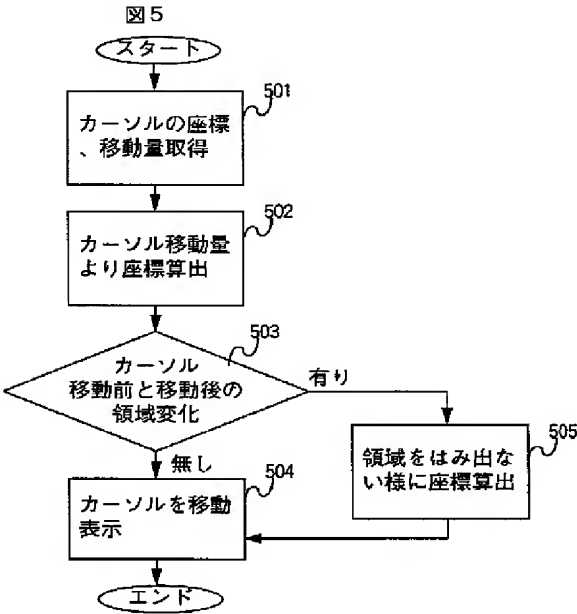 図5
スタート
501
カーソルの座標
、移動量取得
502
カーソル移動量
より座標算出
503
カーソル
移動前と移動後の
領域変化
有り
無し
504
カーソルを移動
表示
505
領域をはみ出な
い様に座標算出
エンド